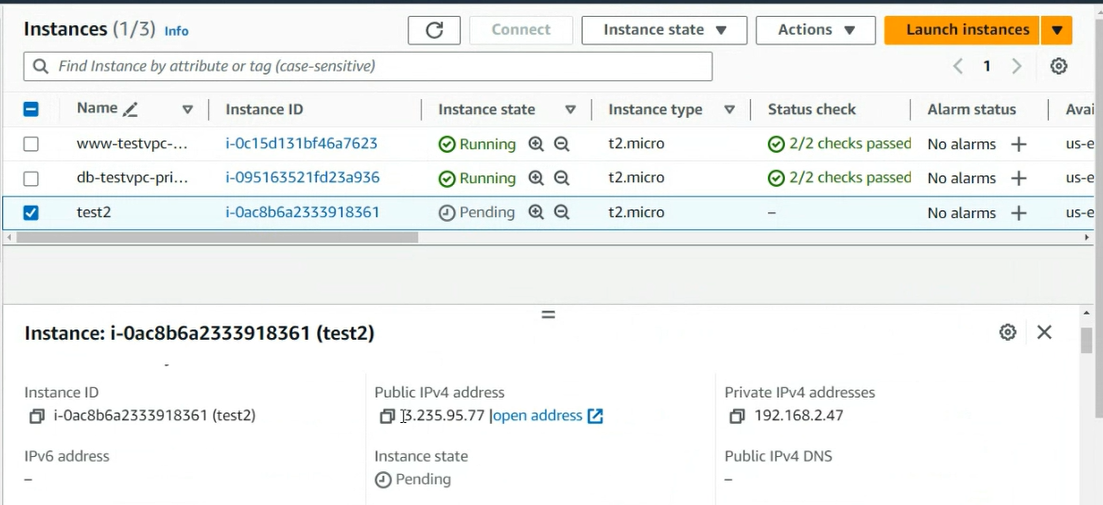 Instances (1/3) Info Connect Instance state Actions Launch instances
Find Instance by attribute or tag (case-sensitive) 1
Name Instance ID Instance state Instance type Status check Alarm status Avai
www-testvpc-... i-0c15d131bf46a7623 Running t2.micro 2/2 checks passed No alarms us-e
db-testvpc-pri... i-095163521fd23a936 Running t2.micro 2/2 checks passed No alarms us-e
test2 i-0ac8b6a2333918361 Pending t2.micro – No alarms us-e
Instance: i-0ac8b6a2333918361 (test2)
Instance ID Public IPv4 address Private IPv4 addresses
i-0ac8b6a2333918361 (test2) 3.235.95.77 |open address 192.168.2.47
IPv6 address Instance state Public IPv4 DNS
– Pending –